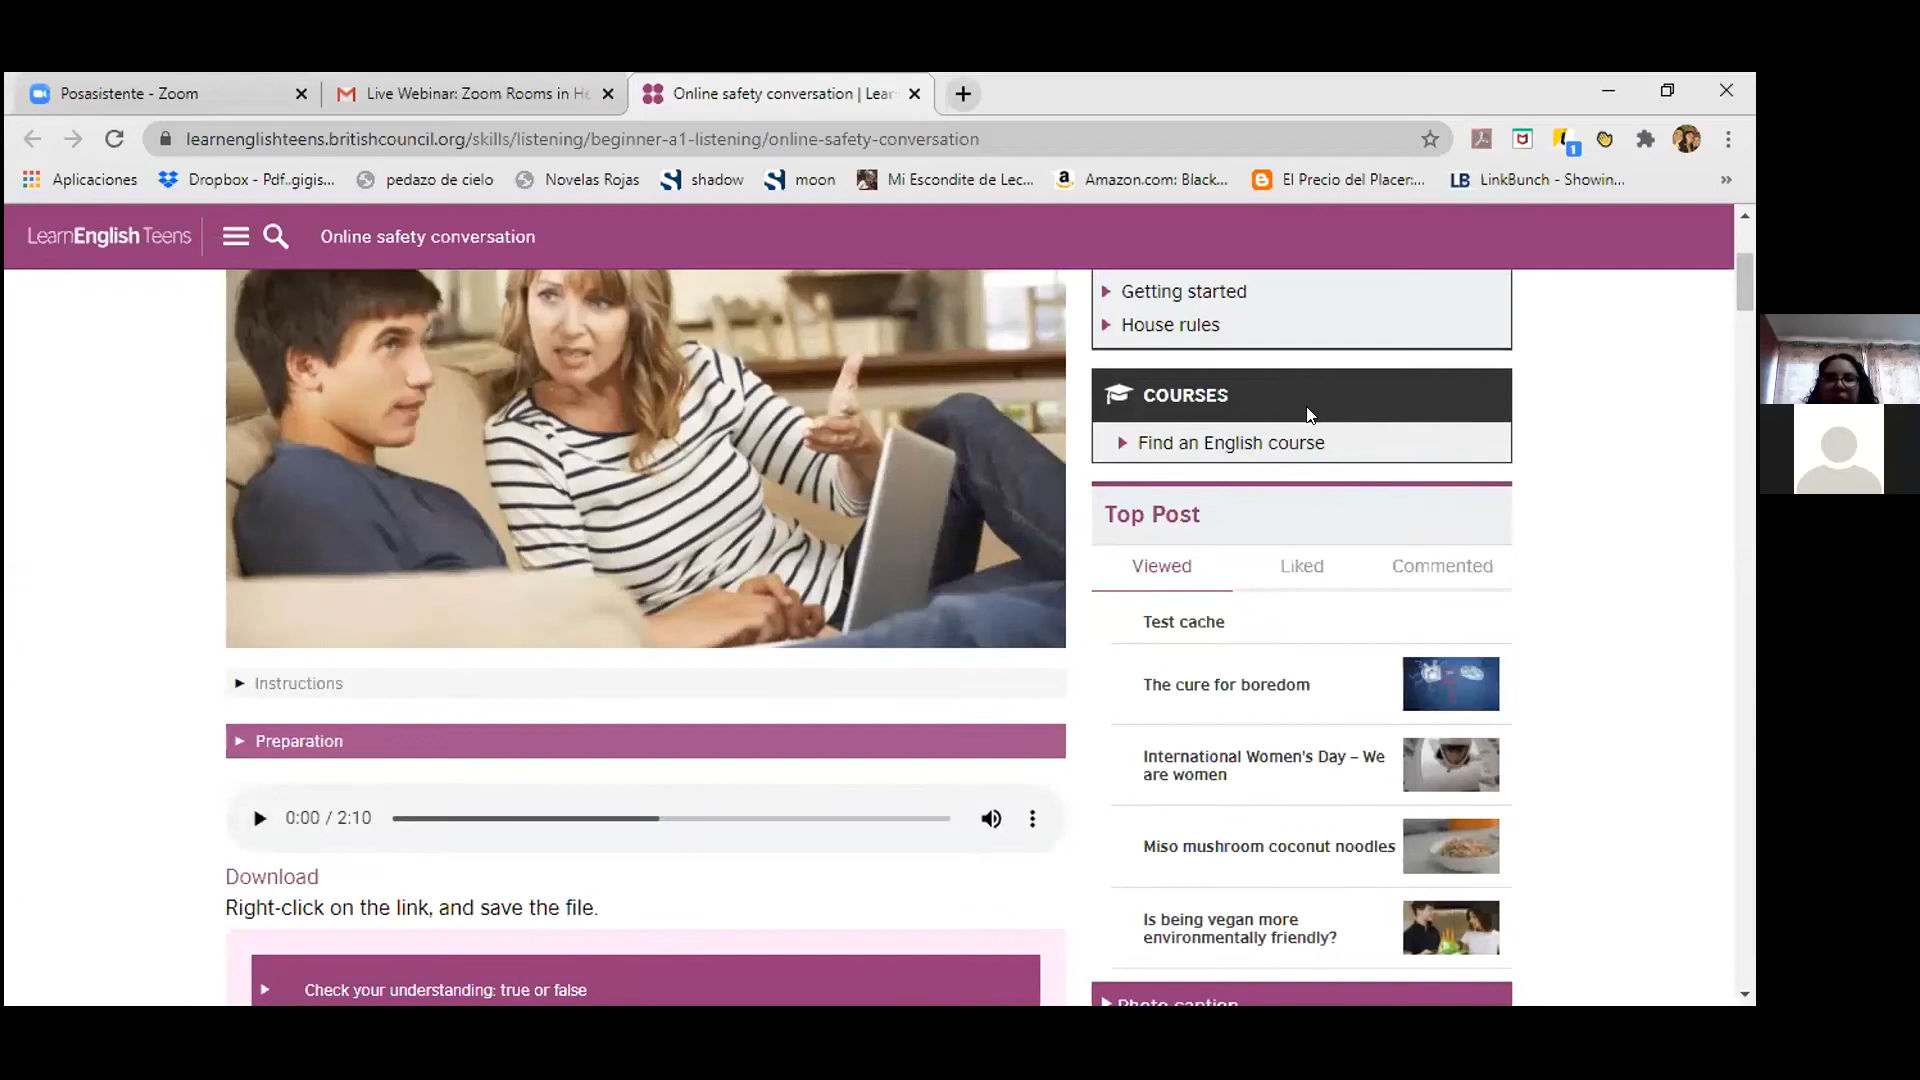 Posasistente - Zoom
Live Webinar: Zoom Rooms in He
Online safety conversation | Lear
learnenglishteens.britishcouncil.org/skills/listening/beginner-a1-listening/online-safety-conversation
1
Aplicaciones
Dropbox - Pdf..gigis...
pedazo de cielo
Novelas Rojas
shadow
moon
Mi Escondite de Lec...
Amazon.com: Black...
El Precio del Placer:...
LB LinkBunch - Showin...
LearnEnglish Teens
Online safety conversation
Getting started
House rules
COURSES
Find an English course
Top Post
Viewed
Liked
Commented
Test cache
The cure for boredom
International Women's Day – We
are women
Miso mushroom coconut noodles
Is being vegan more
environmentally friendly?
Photo caption
Instructions
Preparation
0:00 / 2:10
Download
Right-click on the link, and save the file.
Check your understanding: true or false